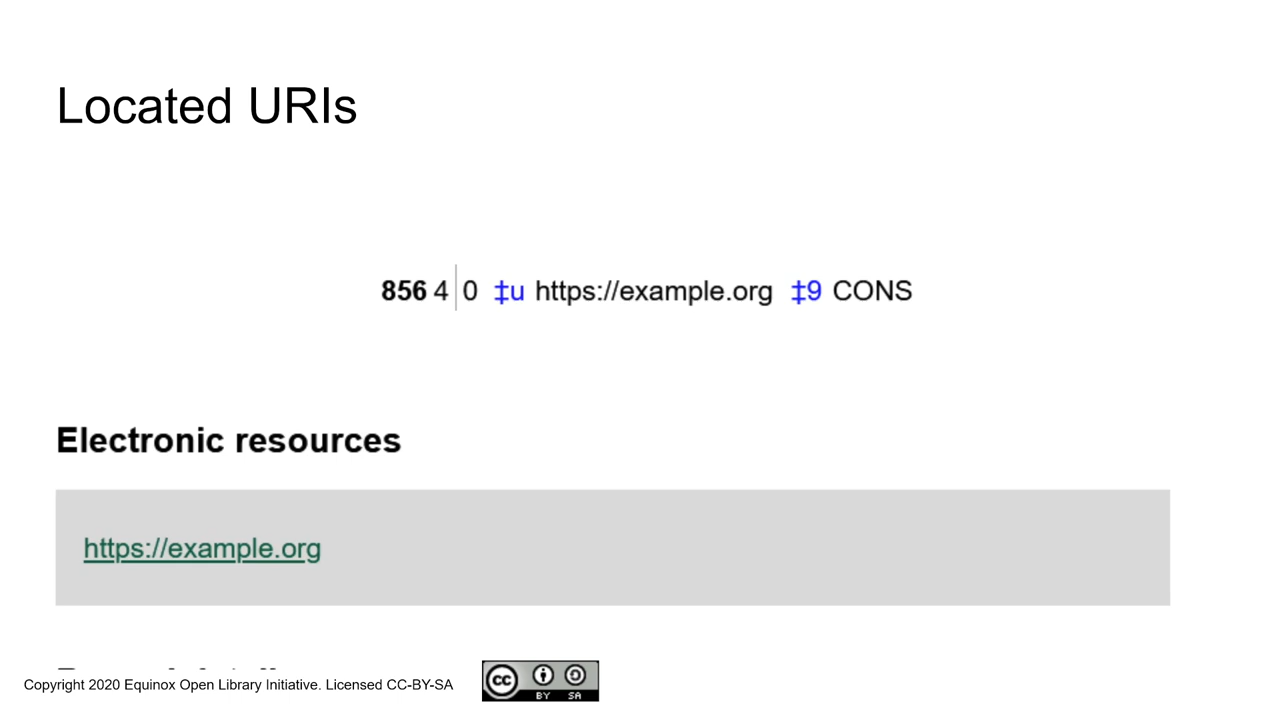 Located URIs
856 4 0 ‡u https://example.org ‡9 CONS
Electronic resources
https://example.org
Copyright 2020 Equinox Open Library Initiative. Licensed CC-BY-SA
cc BY SA